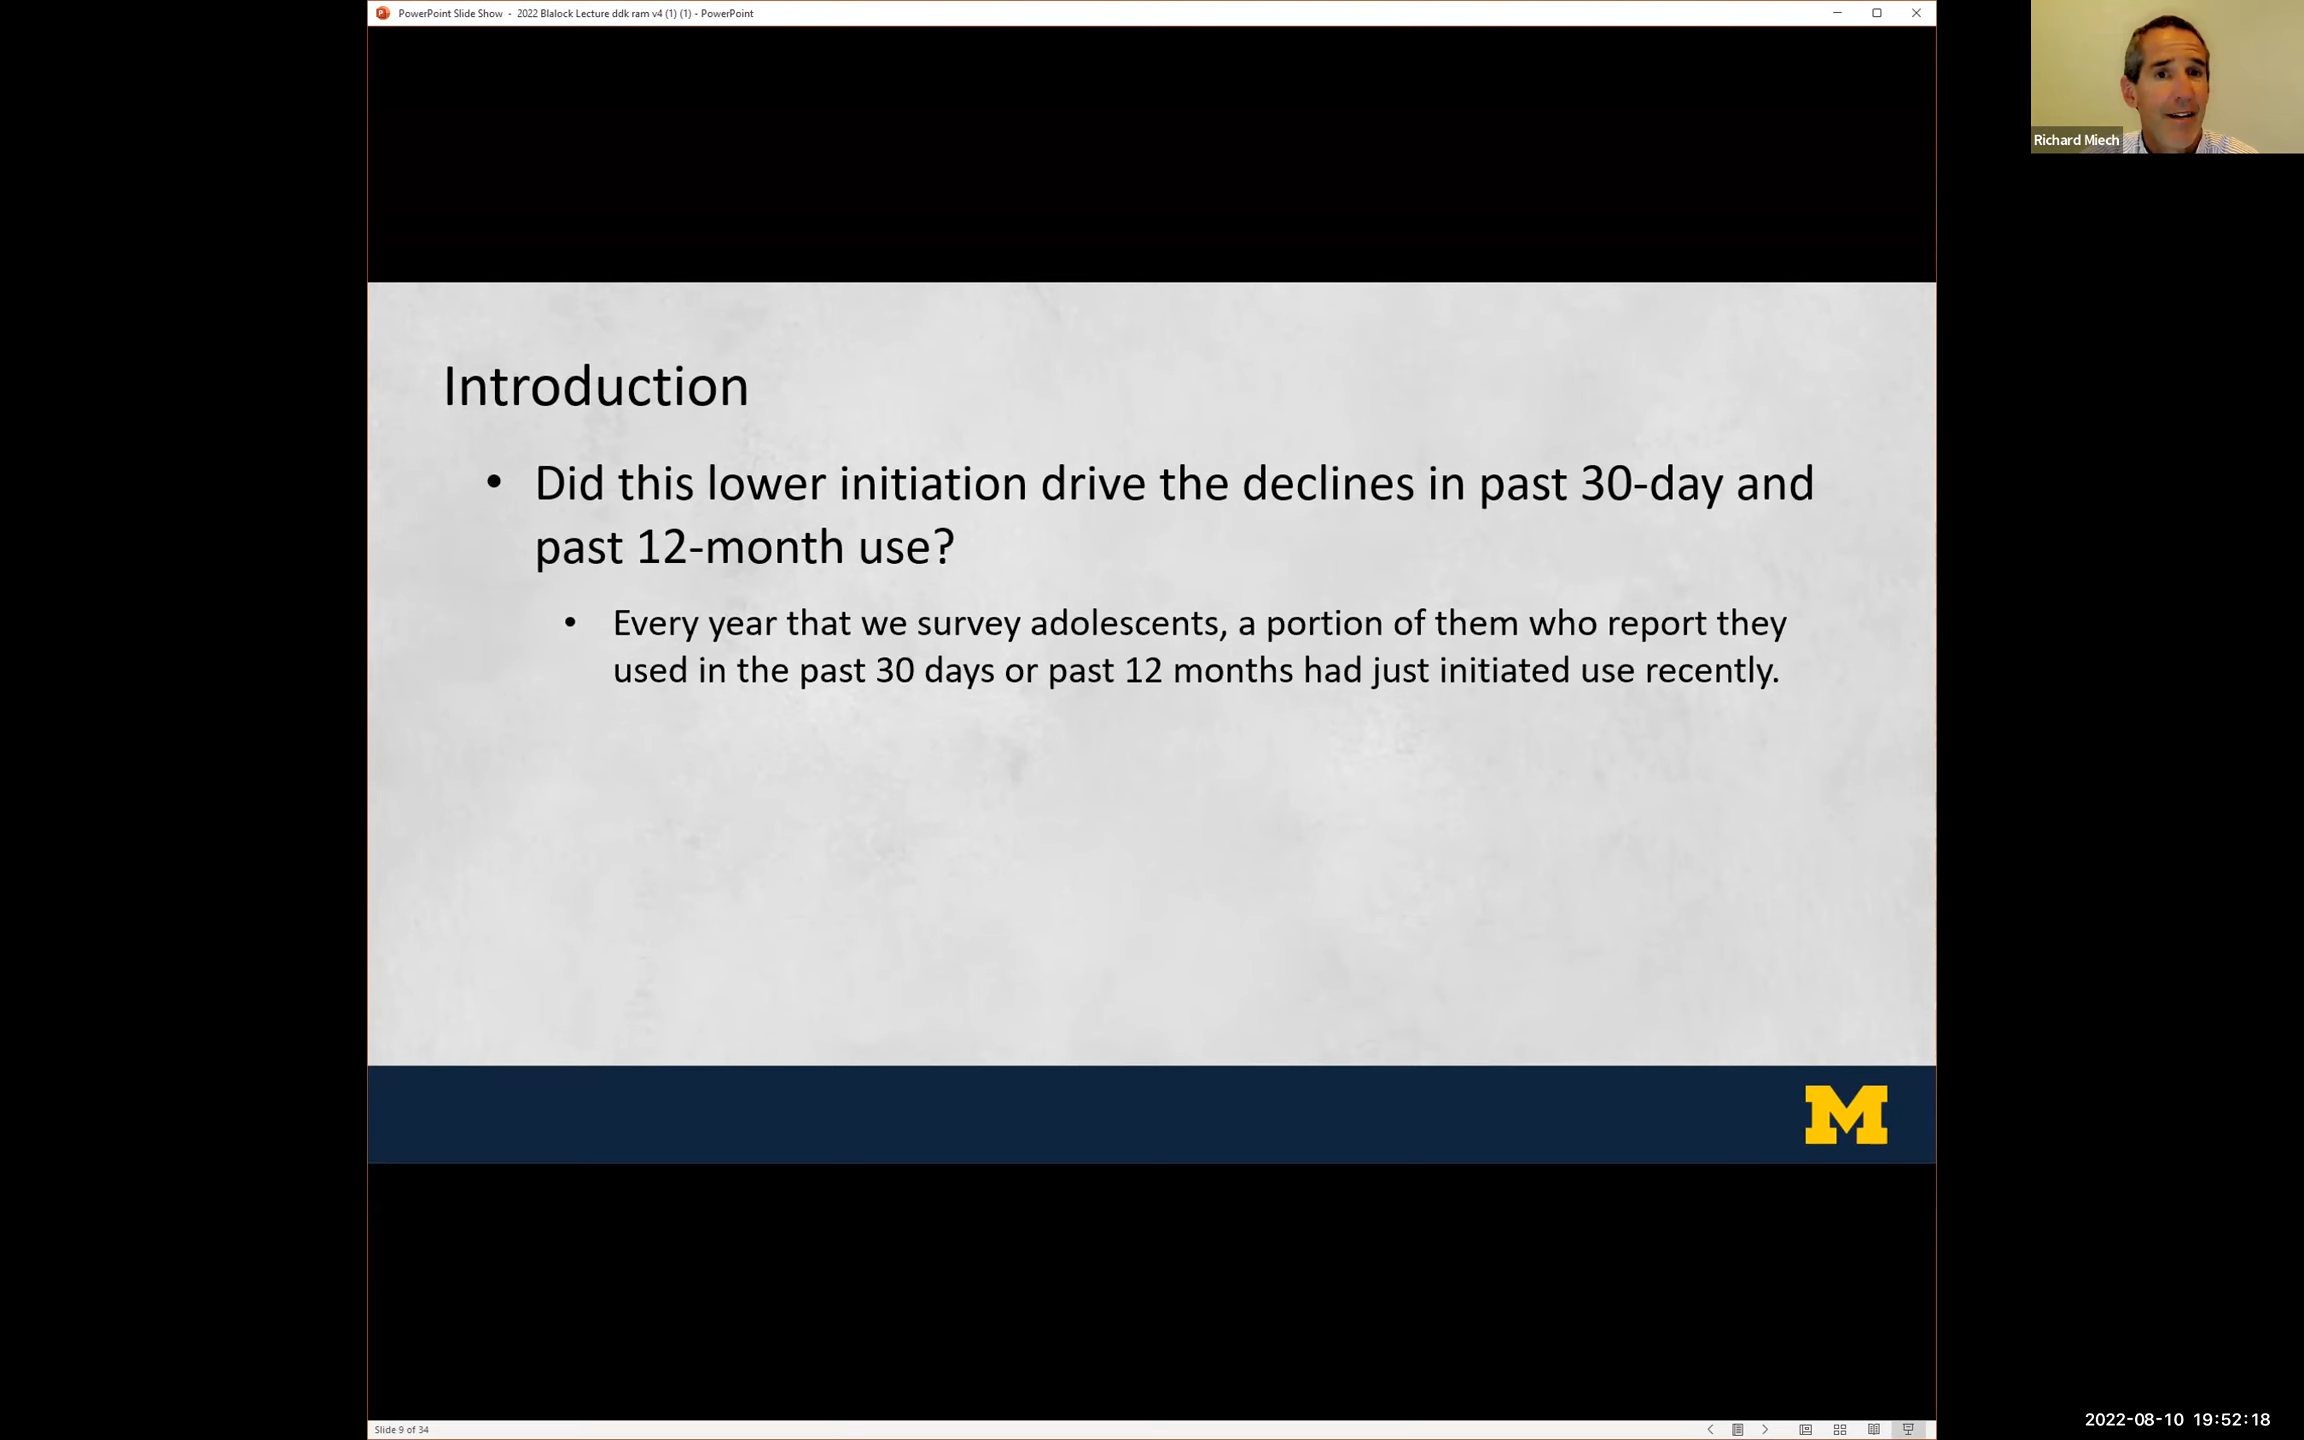 PowerPoint Slide Show - 2022 Blalock Lecture ddk ram v4 (1) (1) - PowerPoint
Richard Miech
Introduction
• Did this lower initiation drive the declines in past 30-day and
past 12-month use?
• Every year that we survey adolescents, a portion of them who report they
used in the past 30 days or past 12 months had just initiated use recently.
M
Slide 9 of 34
2022-08-10 19:52:18